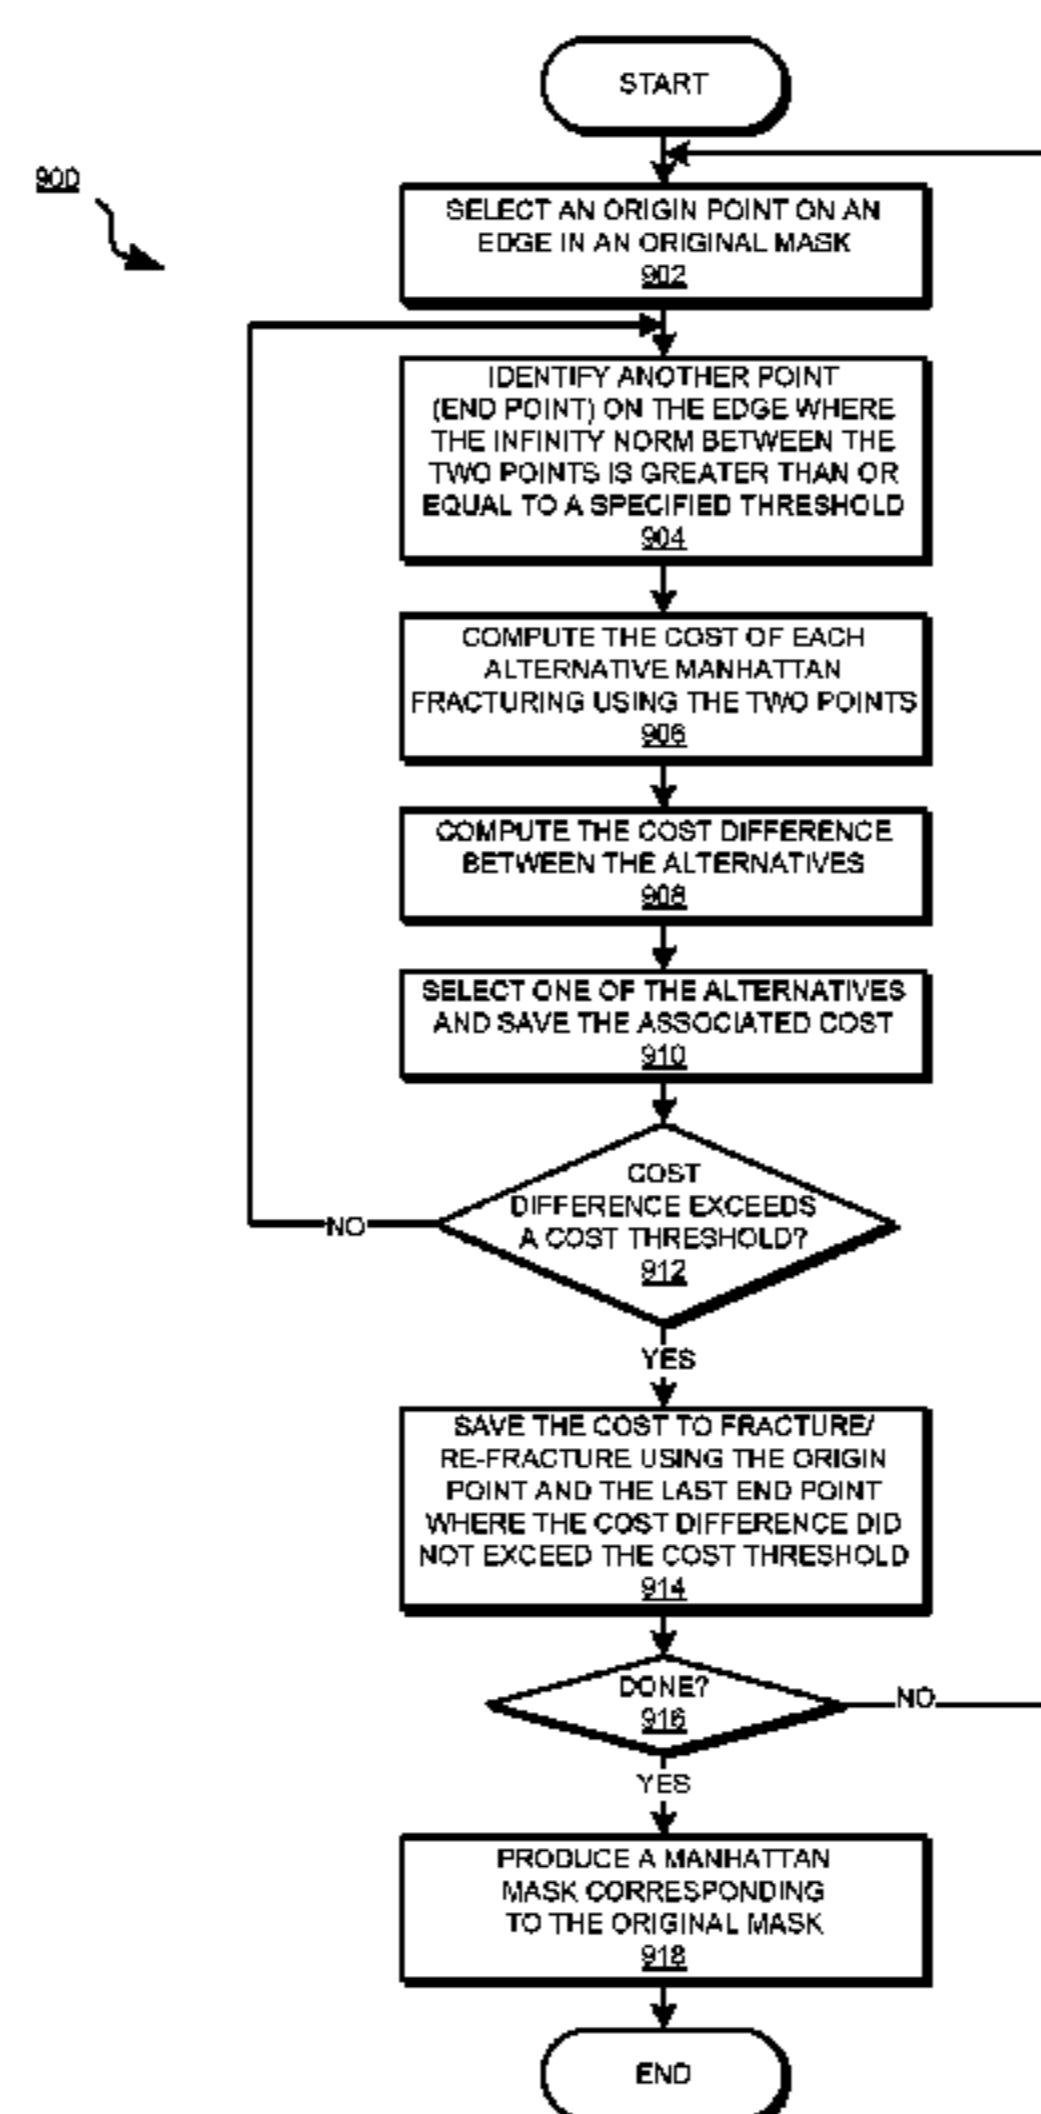 START
900
SELECT AN ORIGIN POINT ON AN
EDGE IN AN ORIGINAL MASK
902
IDENTIFY ANOTHER POINT
(END POINT) ON THE EDGE WHERE
THE INFINITY NORM BETWEEN THE
TWO POINTS IS GREATER THAN OR
EQUAL TO A SPECIFIED THRESHOLD
904
COMPUTE THE COST OF EACH
ALTERNATIVE MANHATTAN
FRACTURING USING THE TWO POINTS
906
COMPUTE THE COST DIFFERENCE
BETWEEN THE ALTERNATIVES
908
SELECT ONE OF THE ALTERNATIVES
AND SAVE THE ASSOCIATED COST
910
COST
DIFFERENCE EXCEEDS
A COST THRESHOLD?
912
NO
YES
SAVE THE COST TO FRACTURE/
RE-FRACTURE USING THE ORIGIN
POINT AND THE LAST END POINT
WHERE THE COST DIFFERENCE DID
NOT EXCEED THE COST THRESHOLD
914
DONE?
916
NO
YES
PRODUCE A MANHATTAN
MASK CORRESPONDING
TO THE ORIGINAL MASK
918
END